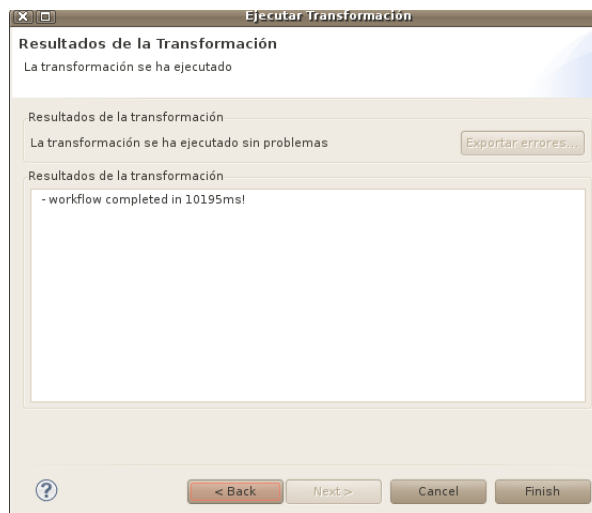 Ejecutar Transformación
Resultados de la Transformación
La transformación se ha ejecutado
Resultados de la transformación
La transformación se ha ejecutado sin problemas
Exportar errores...
Resultados de la transformación
- workflow completed in 10195ms!
?
< Back
Next >
Cancel
Finish